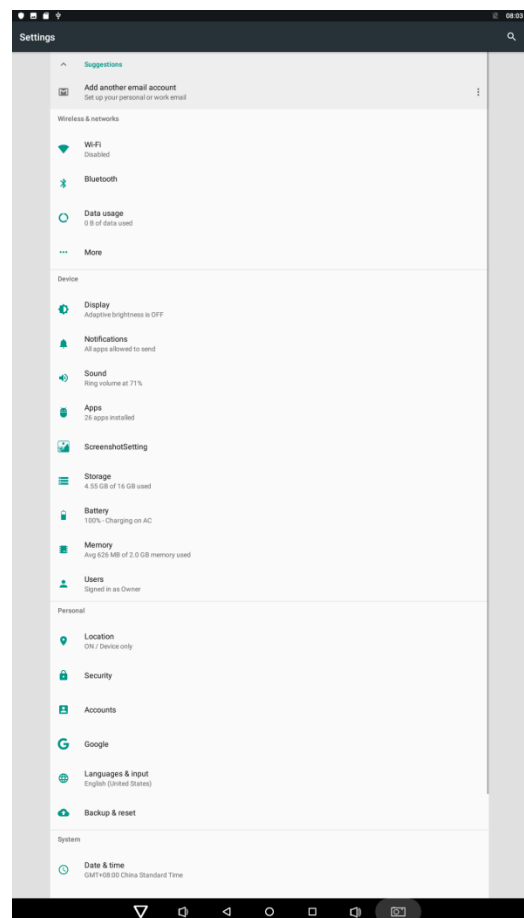 08:03
Settings
Suggestions
Add another email account
Set up your personal or work email
Wireless & networks
Wi-Fi
Disabled
Bluetooth
Data usage
0 B of data used
More
Device
Display
Adaptive brightness is OFF
Notifications
All apps allowed to send
Sound
Ring volume at 71%
Apps
26 apps installed
ScreenshotSetting
Storage
4.55 GB of 16 GB used
Battery
100% - Charging on AC
Memory
Avg 626 MB of 2.0 GB memory used
Users
Signed in as Owner
Personal
Location
ON / Device only
Security
Accounts
Google
Languages & input
English (United States)
Backup & reset
System
Date & time
GMT+08:00 China Standard Time